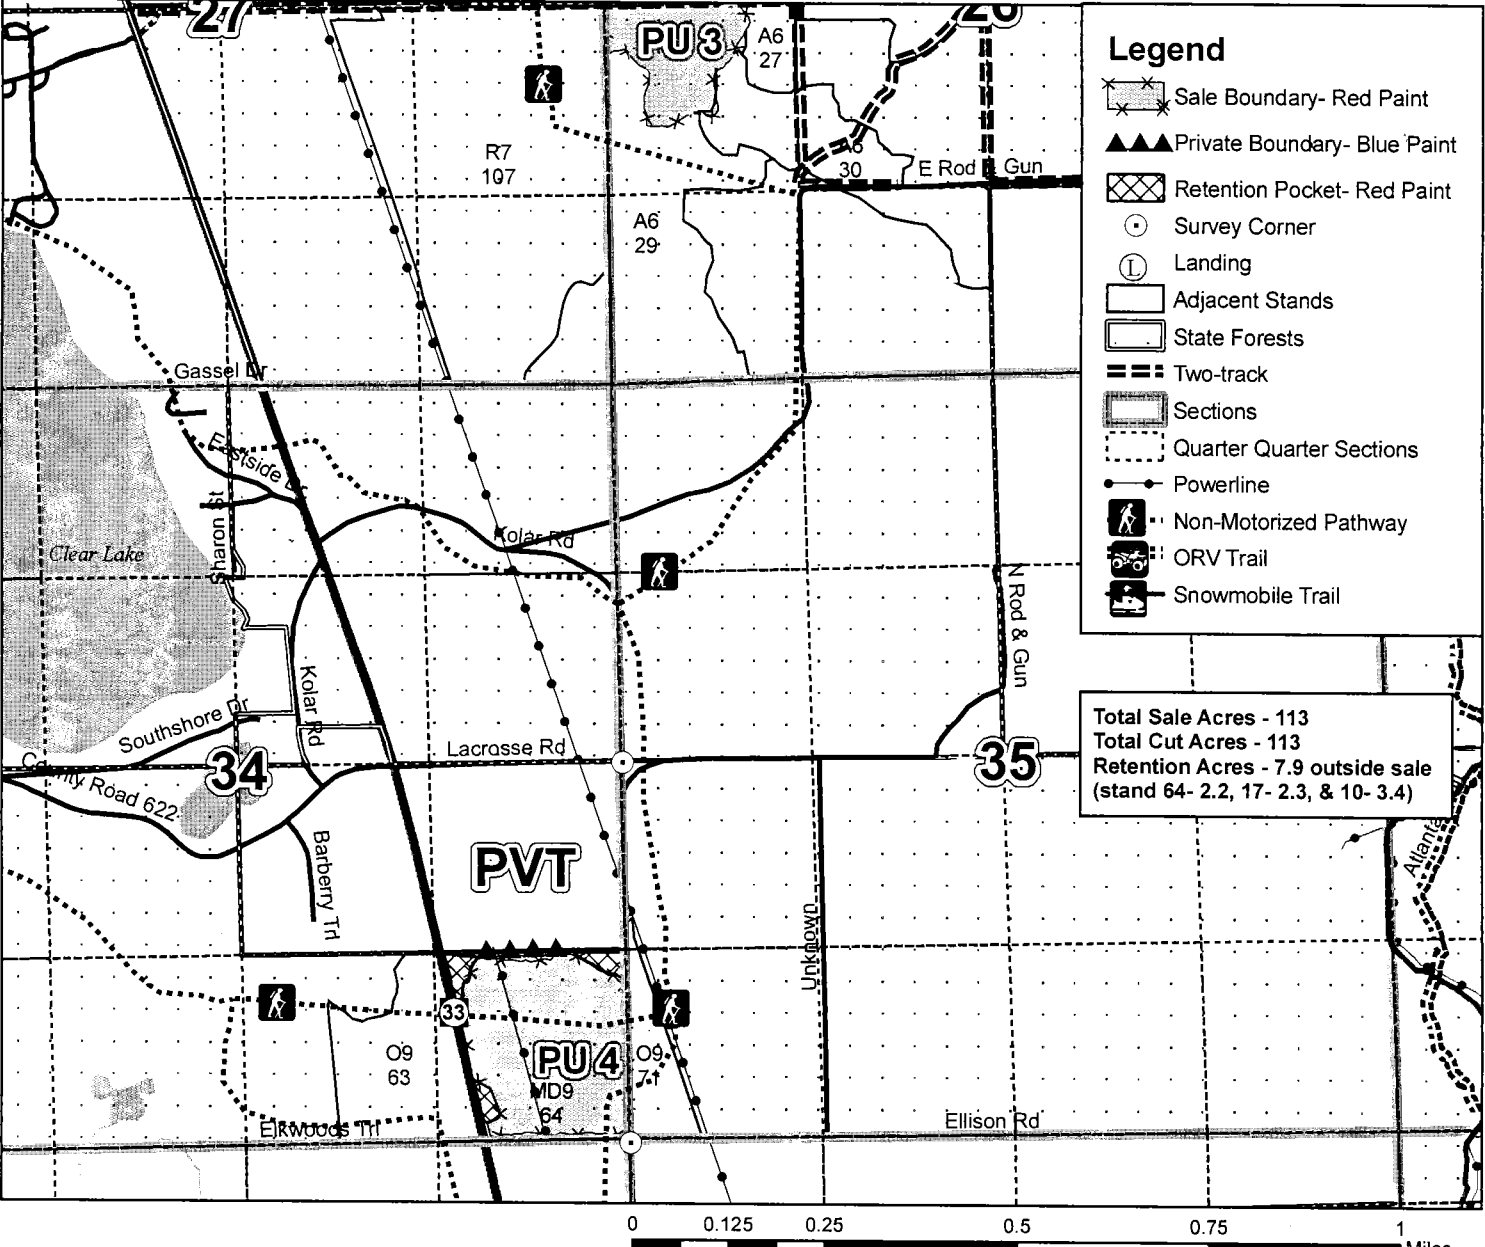 27
PU 3
A6
27
26
R7
107
A6
30
E Rod & Gun
A6
29
Gassel Dr
Eastside Dr
Sharon St
Kolar Rd
Clear Lake
N Rod & Gun
Kolar Rd
Southshore Dr
Lacrosse Rd
34
35
County Road 622
Barberry Trl
PVT
Unknown
Atlanta
33
O9
63
PU 4
MD9
64
O9
71
Elkwoods Trl
Ellison Rd
Legend
Sale Boundary- Red Paint
Private Boundary- Blue Paint
Retention Pocket- Red Paint
Survey Corner
L Landing
Adjacent Stands
State Forests
Two-track
Sections
Quarter Quarter Sections
Powerline
Non-Motorized Pathway
ORV Trail
Snowmobile Trail
Total Sale Acres - 113
Total Cut Acres - 113
Retention Acres - 7.9 outside sale
(stand 64- 2.2, 17- 2.3, & 10- 3.4)
0 0.125 0.25 0.5 0.75 1
Miles